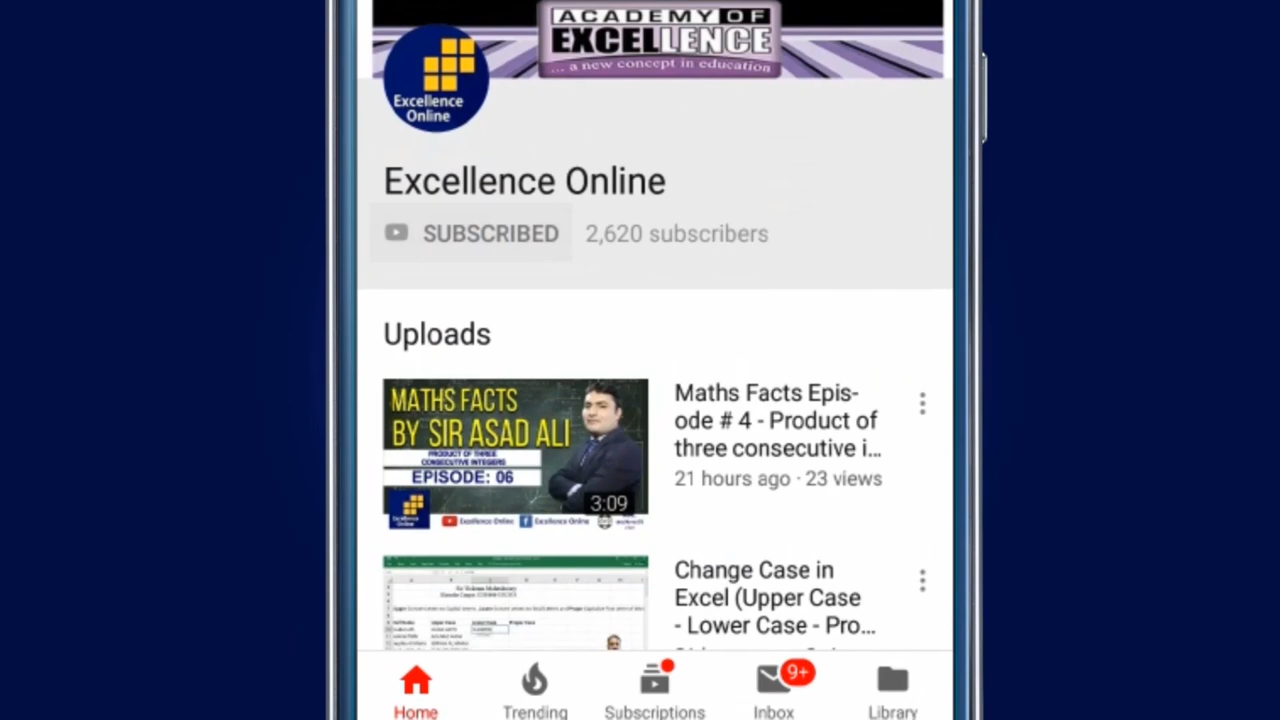 ACADEMY OF
EXCELLENCE
... a new concept in education
Excellence
Online
Excellence Online
SUBSCRIBED 2,620 subscribers
Uploads
MATHS FACTS
BY SIR ASAD ALI
PRODUCT OF THREE
CONSECUTIVE INTEGERS
EPISODE: 06
3:09
Excellence
Online
Excellence Online
Excellence Online
Maths Facts Epis-
ode # 4 - Product of
three consecutive i...
21 hours ago · 23 views
Change Case in
Excel (Upper Case
- Lower Case - Pro...
Home
Trending
Subscriptions
9+
Inbox
Library